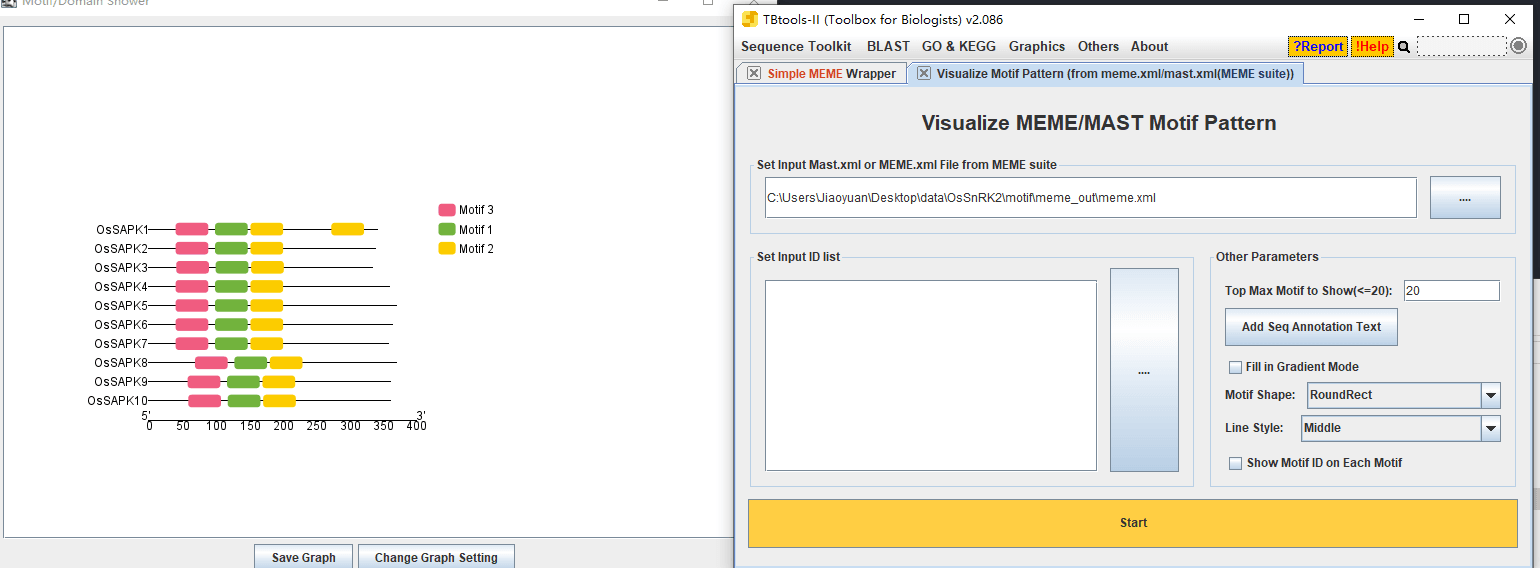 Motif/Domain Shower
Motif 3
Motif 1
Motif 2
OsSAPK1
OsSAPK2
OsSAPK3
OsSAPK4
OsSAPK5
OsSAPK6
OsSAPK7
OsSAPK8
OsSAPK9
OsSAPK10
5' 3'
0 50 100 150 200 250 300 350 400
Save Graph Change Graph Setting
TBtools-II (Toolbox for Biologists) v2.086
Sequence Toolkit BLAST GO & KEGG Graphics Others About ?Report !Help
Simple MEME Wrapper Visualize Motif Pattern (from meme.xml/mast.xml(MEME suite))
Visualize MEME/MAST Motif Pattern
Set Input Mast.xml or MEME.xml File from MEME suite
C:\Users\Jiaoyuan\Desktop\data\OsSnRK2\motif\meme_out\meme.xml
....
Set Input ID list
....
Other Parameters
Top Max Motif to Show(<=20): 20
Add Seq Annotation Text
Fill in Gradient Mode
Motif Shape: RoundRect
Line Style: Middle
Show Motif ID on Each Motif
Start